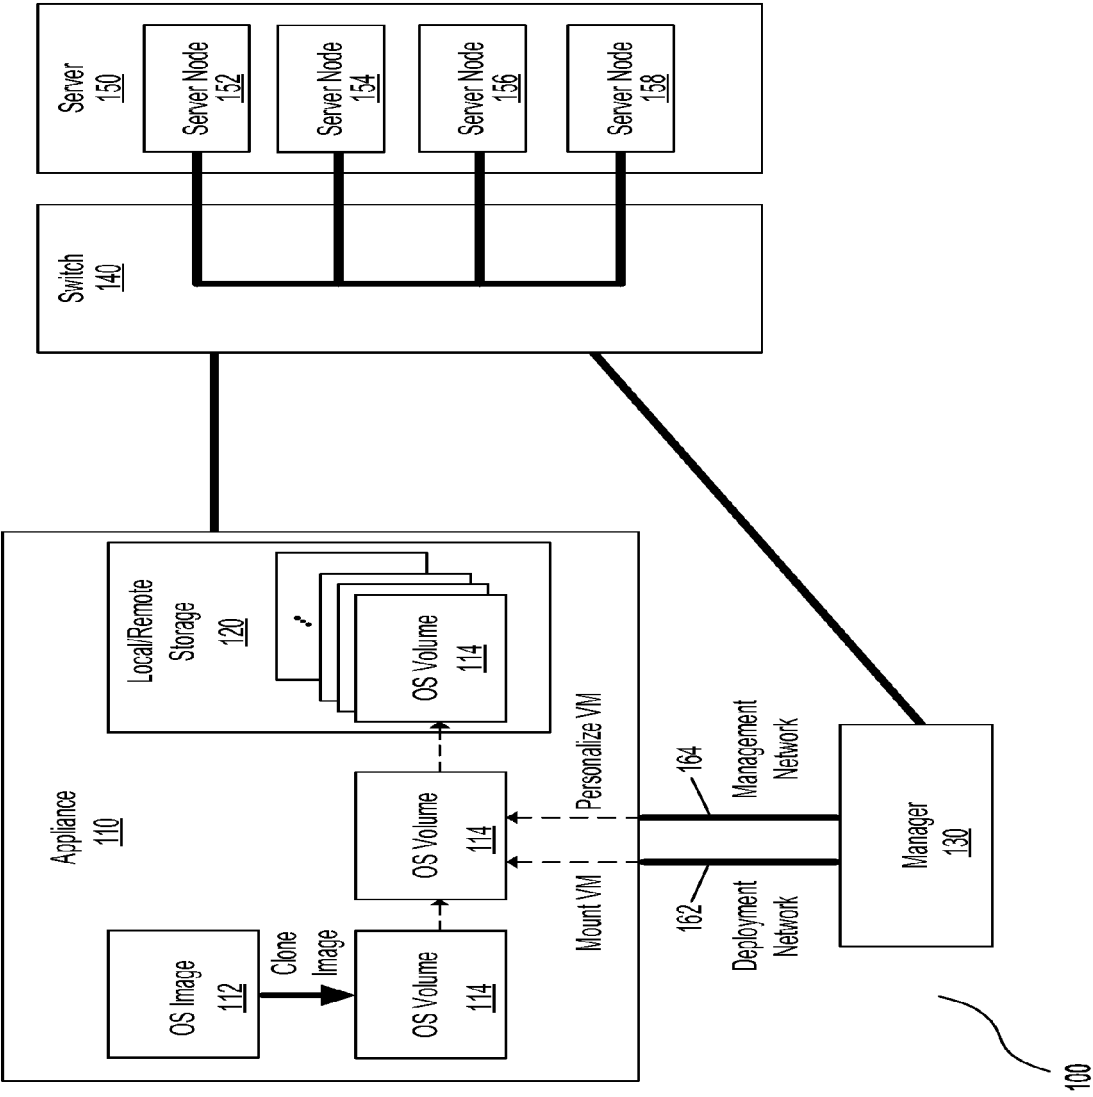 Appliance
110
OS Image
112
Clone
Image
OS Volume
114
OS Volume
114
Local/Remote
Storage
120
OS Volume
114
Mount VM
Personalize VM
162
Deployment
Network
164
Management
Network
Manager
130
Switch
140
Server
150
Server Node
152
Server Node
154
Server Node
156
Server Node
158
100